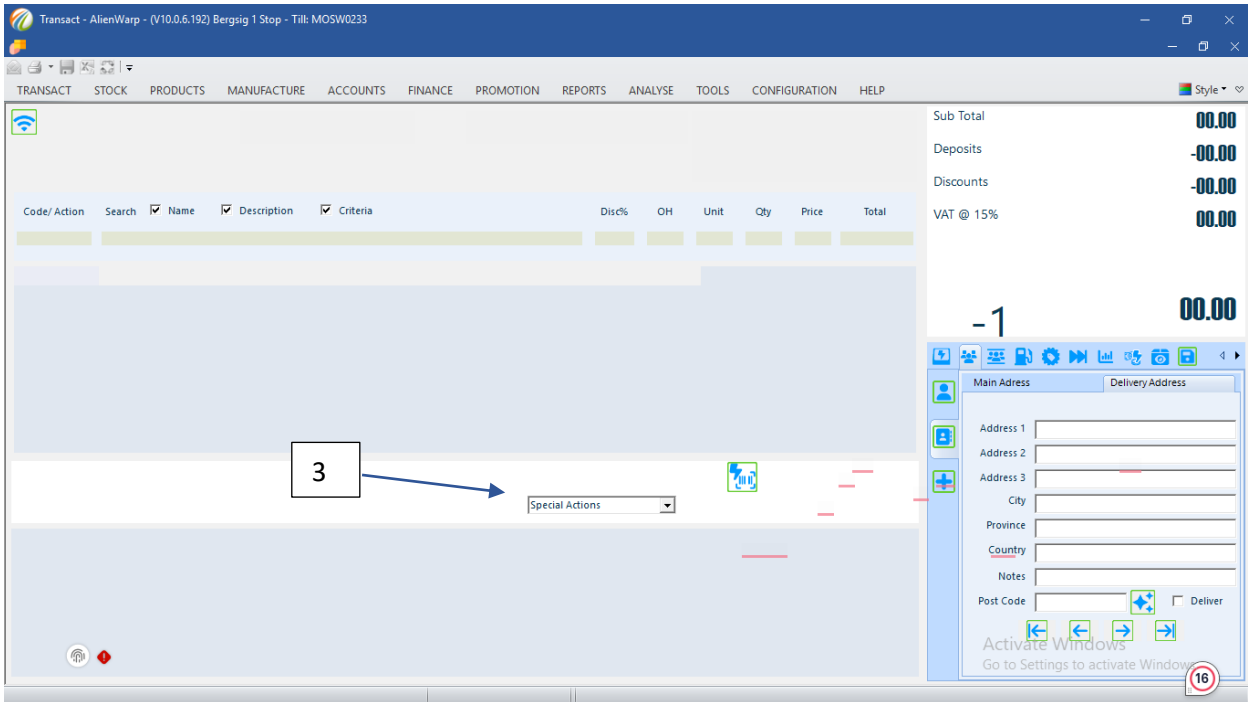 Transact - AlienWarp - (V10.0.6.192) Bergsig 1 Stop - Till: MOSW0233
TRANSACT STOCK PRODUCTS MANUFACTURE ACCOUNTS FINANCE PROMOTION REPORTS ANALYSE TOOLS CONFIGURATION HELP Style
Sub Total 00.00
Deposits -00.00
Discounts -00.00
Code/ Action Search Name Description Criteria Disc% OH Unit Qty Price Total
VAT @ 15% 00.00
-1 00.00
Main Adress Delivery Address
Address 1
Address 2
3
Address 3
City
Special Actions
Province
Country
Notes
Post Code Deliver
Activate Windows
Go to Settings to activate Windows
16